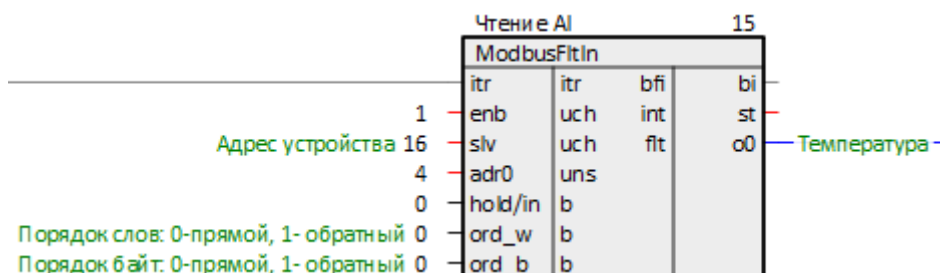 Чтение AI 15
ModbusFltIn
itr itr bfi bi
1 enb uch int st
Адрес устройства 16 slv uch flt o0 Температура
4 adr0 uns
0 hold/in b
Порядок слов: 0-прямой, 1- обратный 0 ord_w b
Порядок байт: 0-прямой, 1- обратный 0 ord_b b